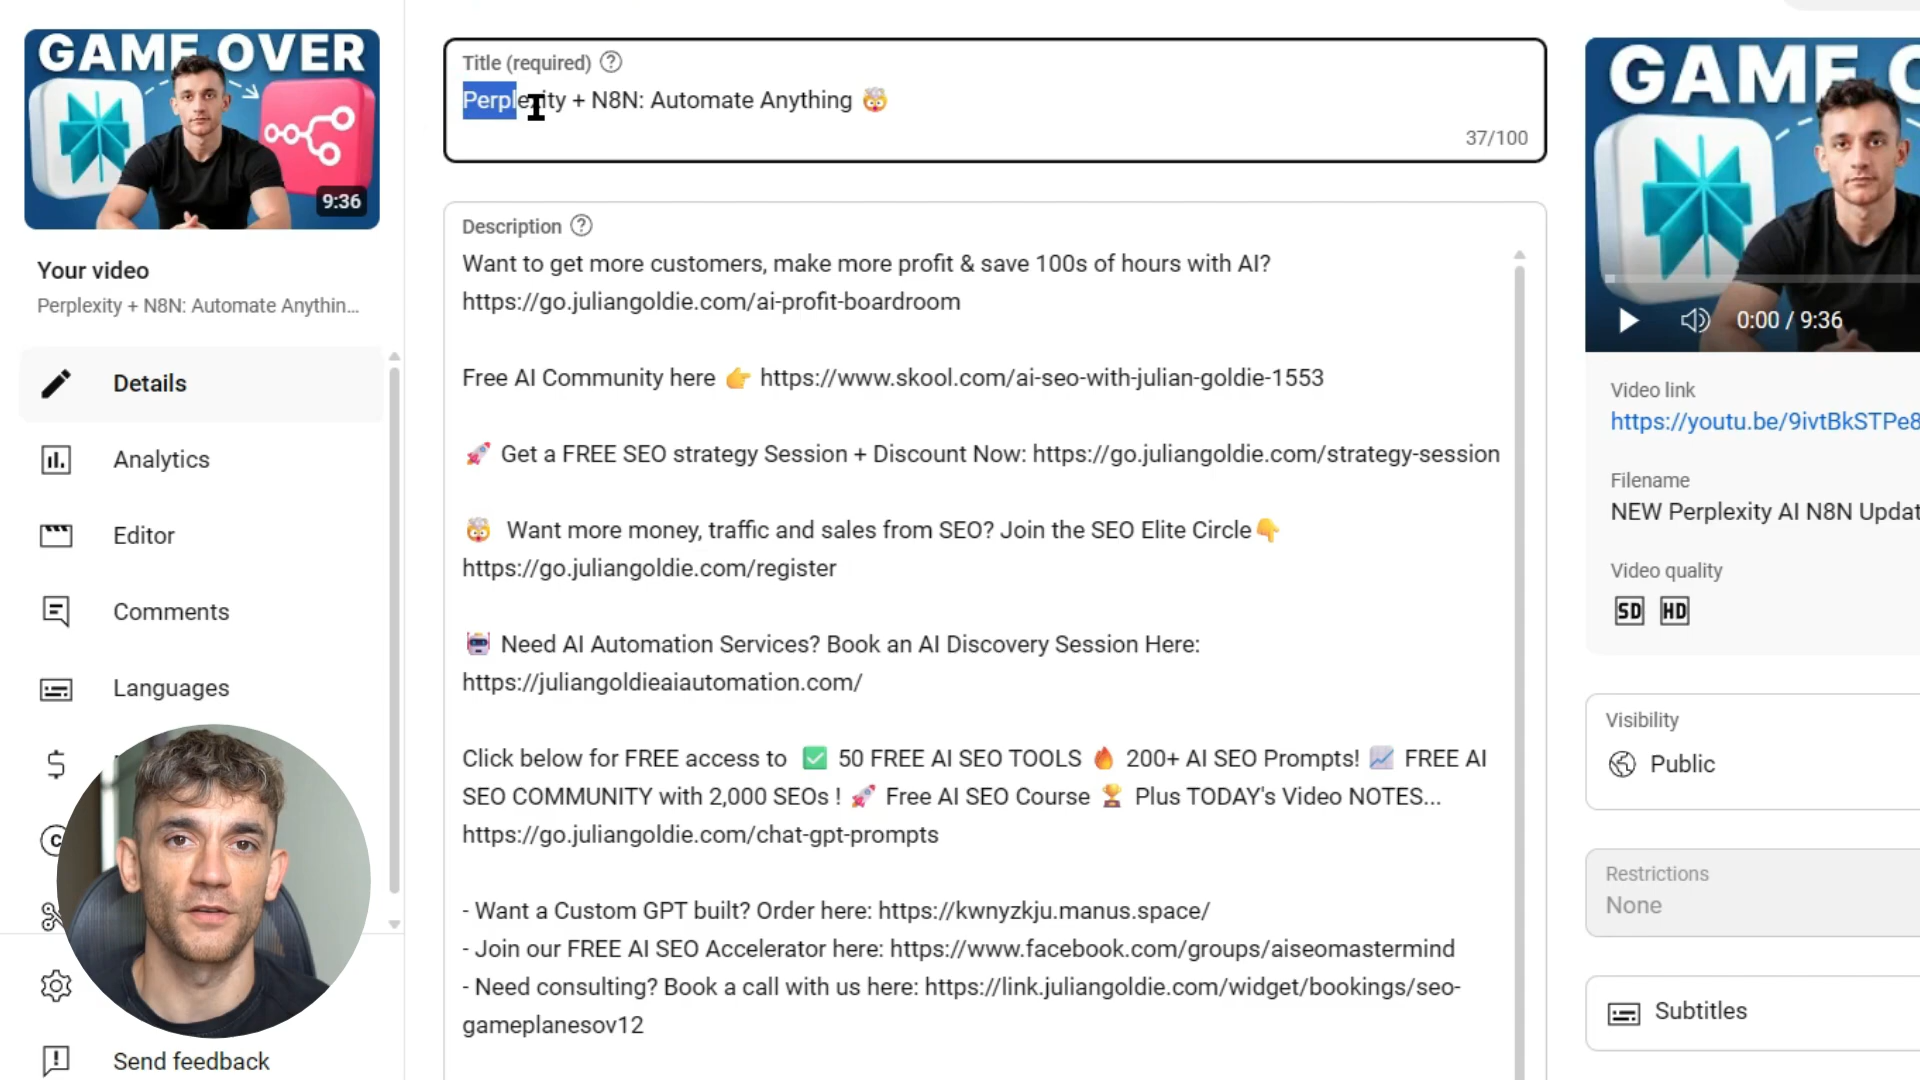 GAME OVER
9:36
Your video
Perplexity + N8N: Automate Anythin...
Details
Analytics
Editor
Comments
Languages
Send feedback
Title (required)
Perplexity + N8N: Automate Anything 🤯
37/100
Description
Want to get more customers, make more profit & save 100s of hours with AI?
https://go.juliangoldie.com/ai-profit-boardroom
Free AI Community here 👉 https://www.skool.com/ai-seo-with-julian-goldie-1553
🚀 Get a FREE SEO strategy Session + Discount Now: https://go.juliangoldie.com/strategy-session
🤯 Want more money, traffic and sales from SEO? Join the SEO Elite Circle👇
https://go.juliangoldie.com/register
🤖 Need AI Automation Services? Book an AI Discovery Session Here:
https://juliangoldieaiautomation.com/
Click below for FREE access to ✅ 50 FREE AI SEO TOOLS 🔥 200+ AI SEO Prompts! 📈 FREE AI
SEO COMMUNITY with 2,000 SEOs ! 🚀 Free AI SEO Course 🏆 Plus TODAY's Video NOTES...
https://go.juliangoldie.com/chat-gpt-prompts
- Want a Custom GPT built? Order here: https://kwnyzkju.manus.space/
- Join our FREE AI SEO Accelerator here: https://www.facebook.com/groups/aiseomastermind
- Need consulting? Book a call with us here: https://link.juliangoldie.com/widget/bookings/seo-
gameplanesov12
GAME
0:00 / 9:36
Video link
https://youtu.be/9ivtBkSTPe8
Filename
NEW Perplexity AI N8N Updat
Video quality
SD HD
Visibility
Public
Restrictions
None
Subtitles